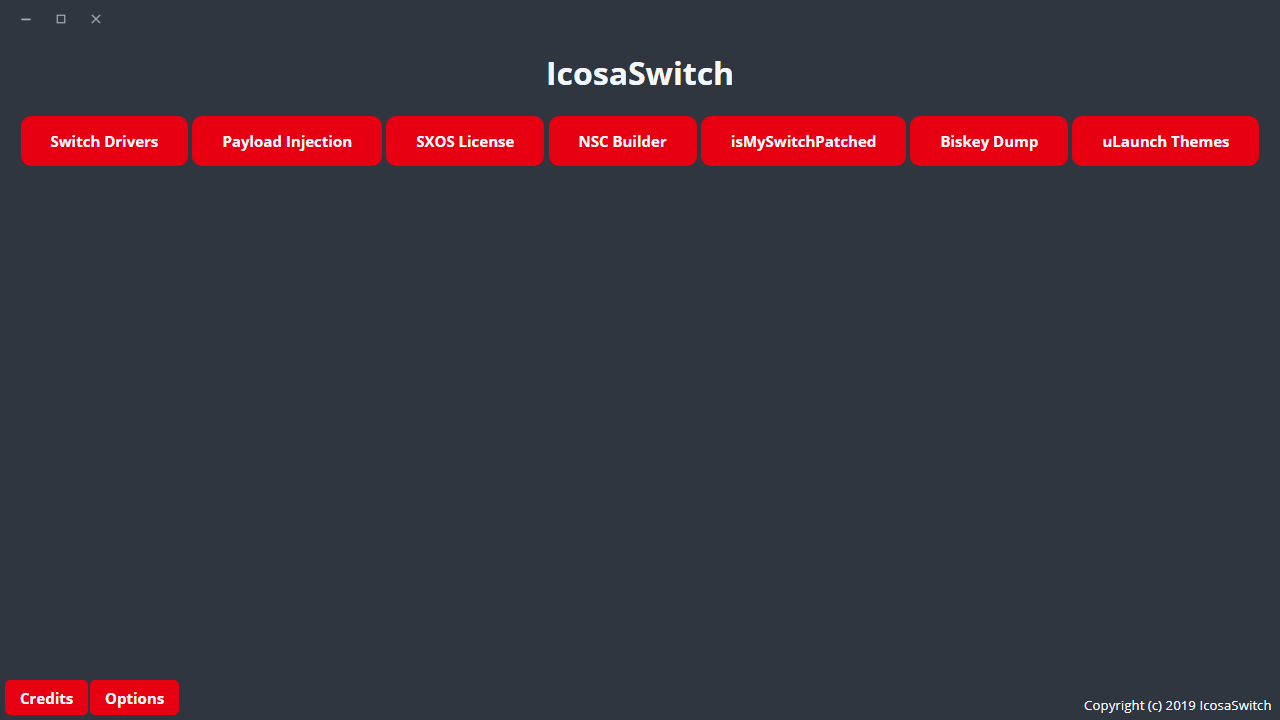 IcosaSwitch
Switch Drivers Payload Injection SXOS License NSC Builder isMySwitchPatched Biskey Dump uLaunch Themes
Credits Options
Copyright (c) 2019 IcosaSwitch